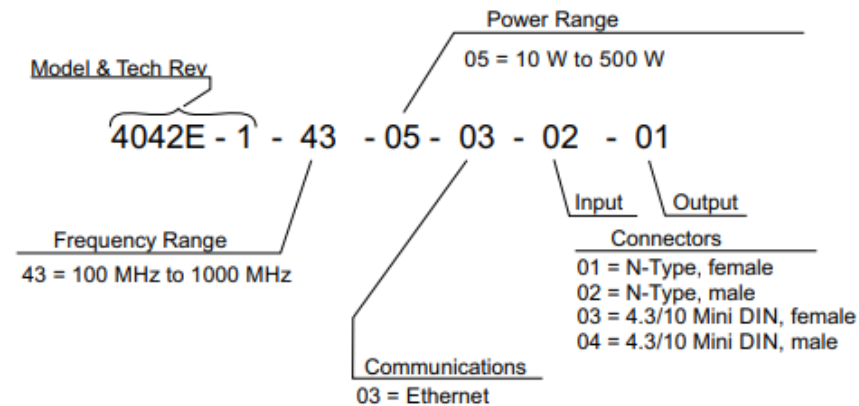 Power Range
05 = 10 W to 500 W
Model & Tech Rev
4042E - 1 - 43 - 05 - 03 - 02 - 01
Input
Output
Frequency Range
43 = 100 MHz to 1000 MHz
Connectors
01 = N-Type, female
02 = N-Type, male
03 = 4.3/10 Mini DIN, female
04 = 4.3/10 Mini DIN, male
Communications
03 = Ethernet